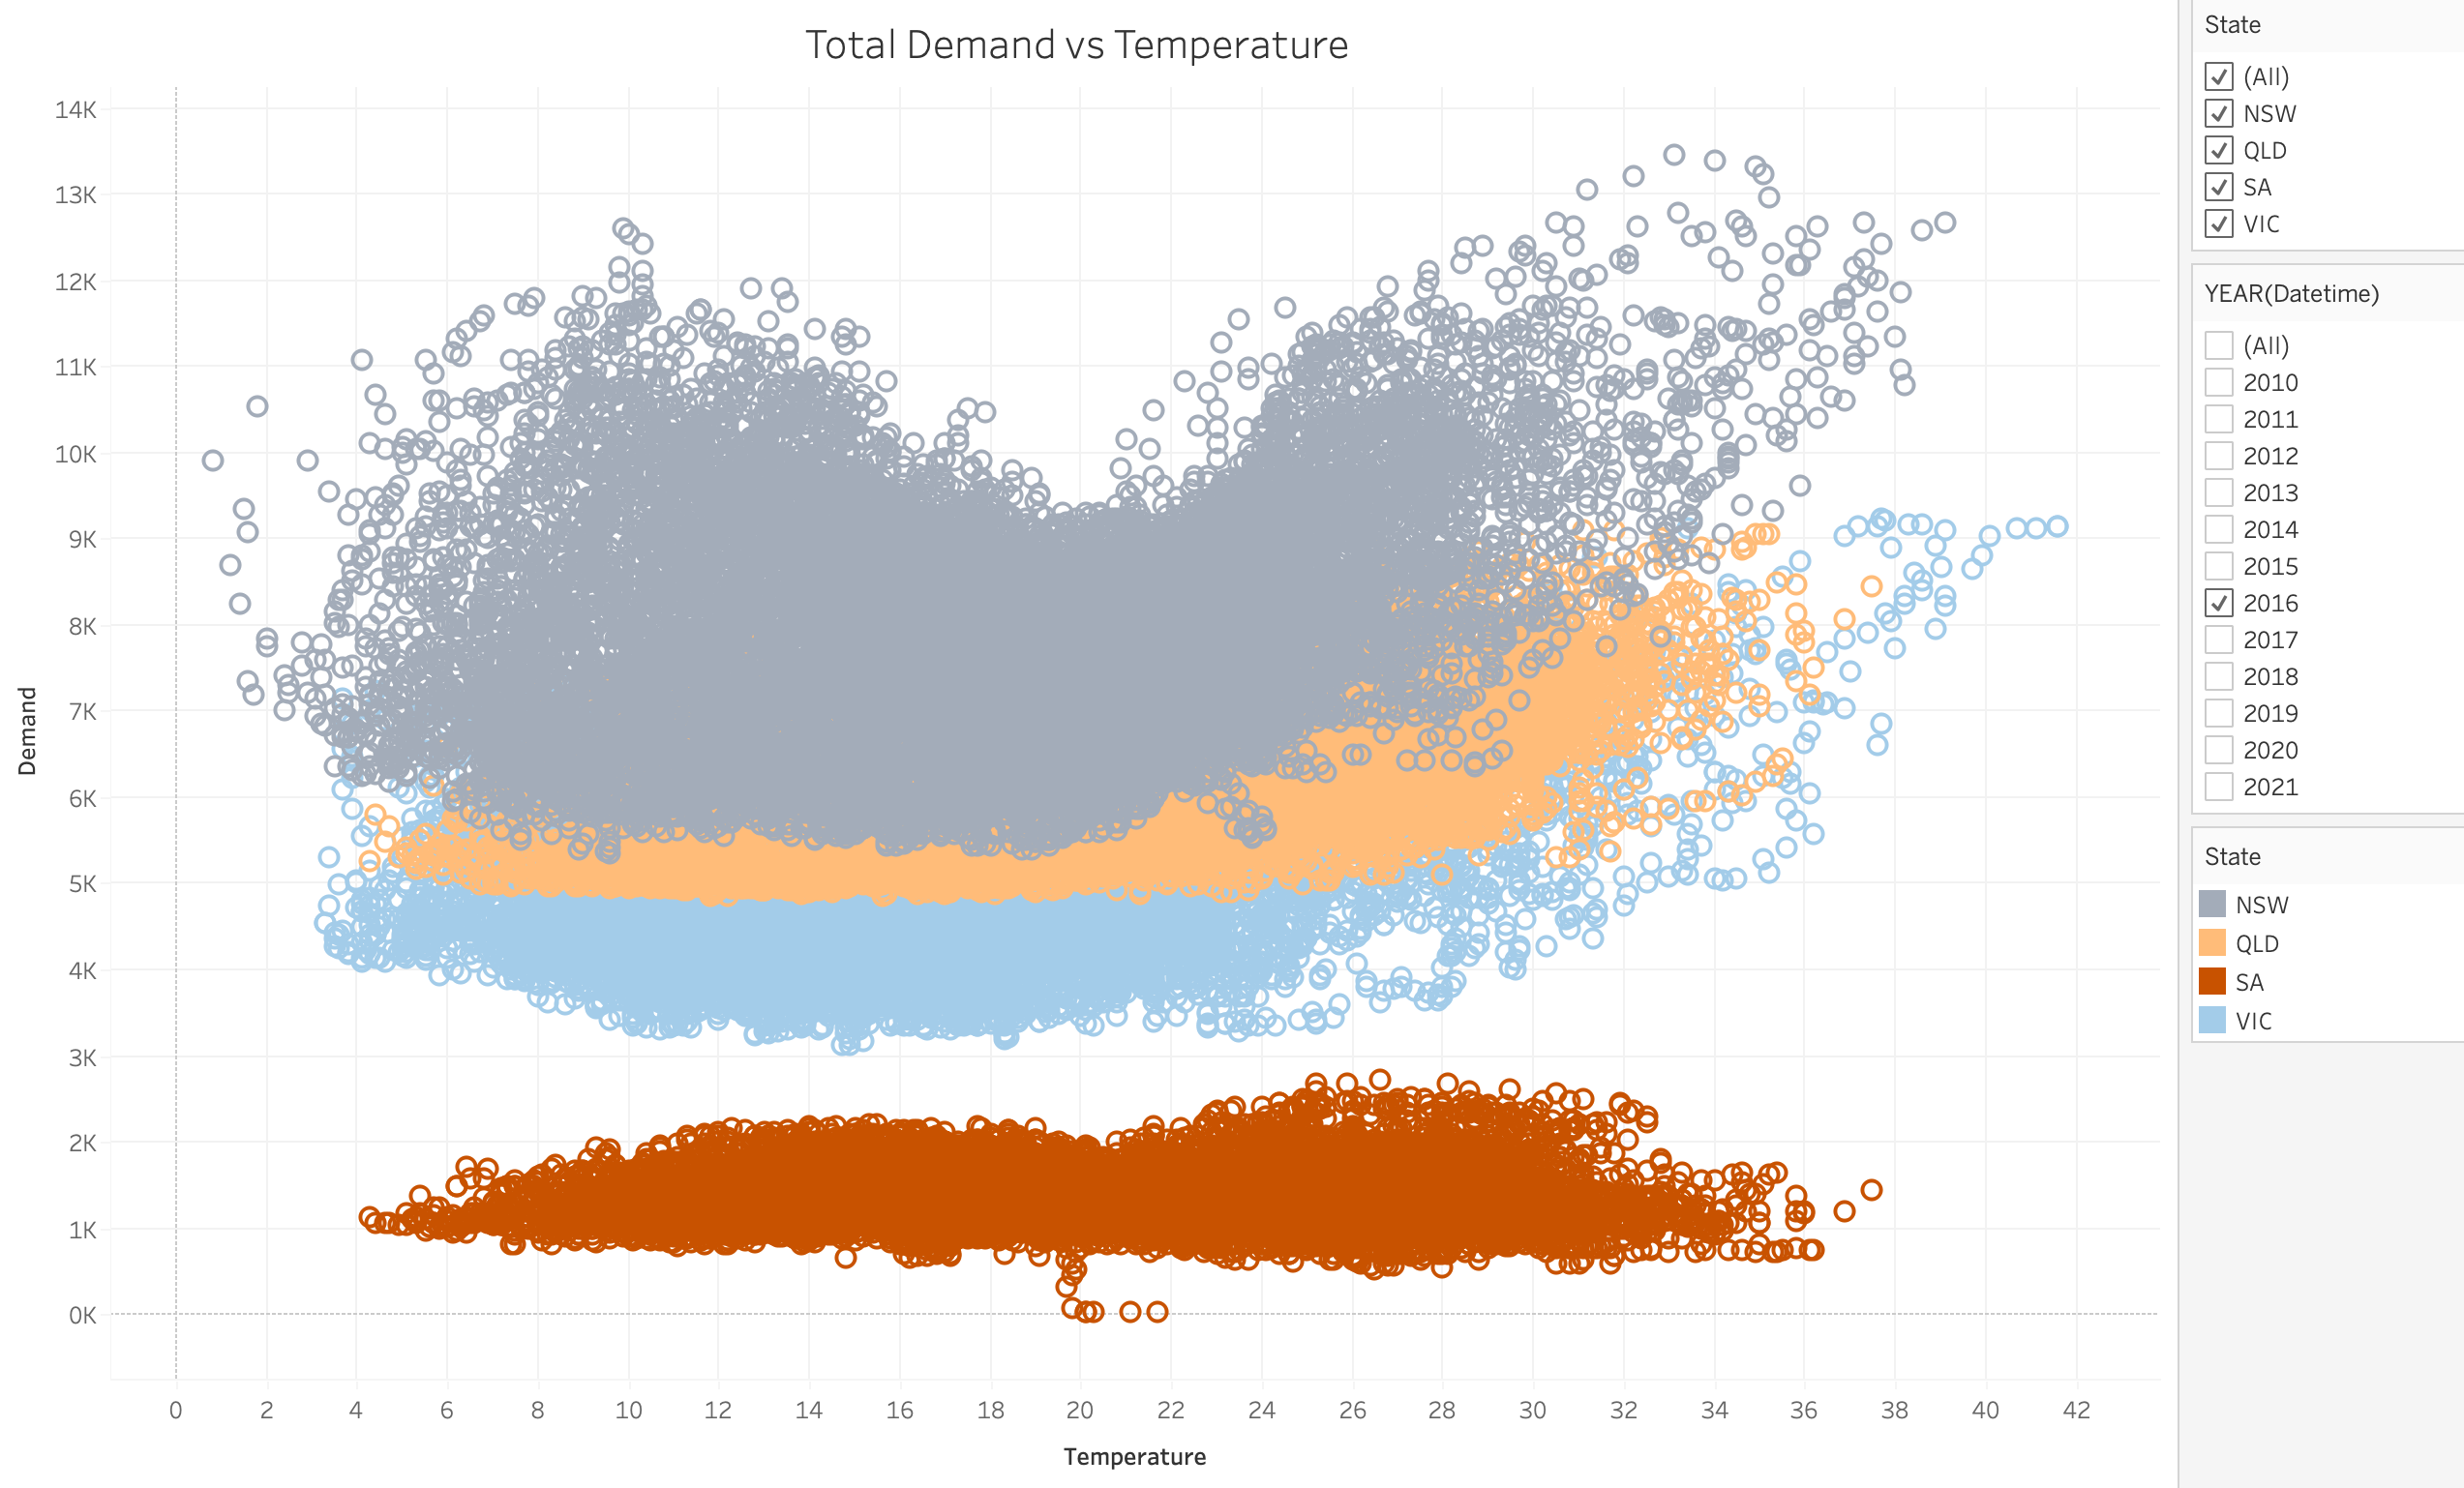 Total Demand vs Temperature
14K
13K
12K
11K
10K
9K
8K
7K
6K
5K
4K
3K
2K
1K
0K
Demand
0 2 4 6 8 10 12 14 16 18 20 22 24 26 28 30 32 34 36 38 40 42
Temperature
State
(All)
NSW
QLD
SA
VIC
YEAR(Datetime)
(All)
2010
2011
2012
2013
2014
2015
2016
2017
2018
2019
2020
2021
State
NSW
QLD
SA
VIC